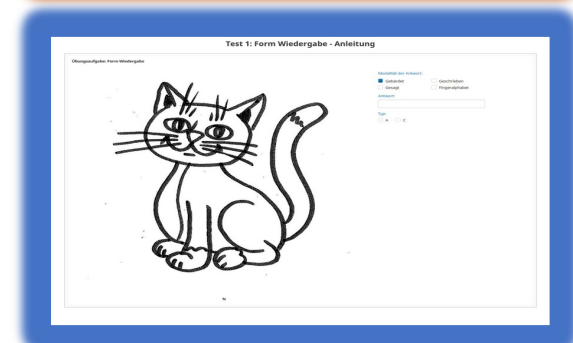 Test 1: Form Wiedergabe - Anleitung
Übungsaufgabe: Form Wiedergabe
Modalität der Antwort:
Gebärdet Geschrieben
Gesagt Fingeralphabet
Antwort:
Typ: